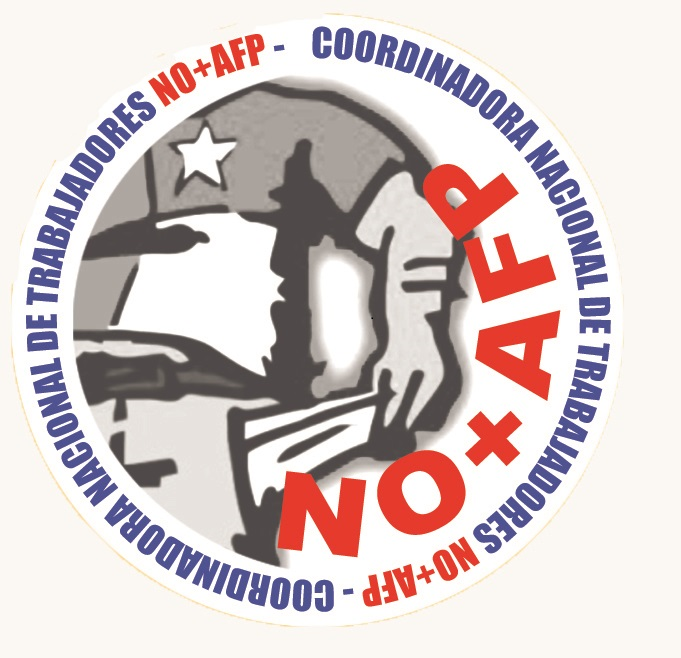 COORDINADORA NACIONAL DE TRABAJADORES NO+AFP -
COORDINADORA NACIONAL DE TRABAJADORES NO+AFP -
NO+AFP